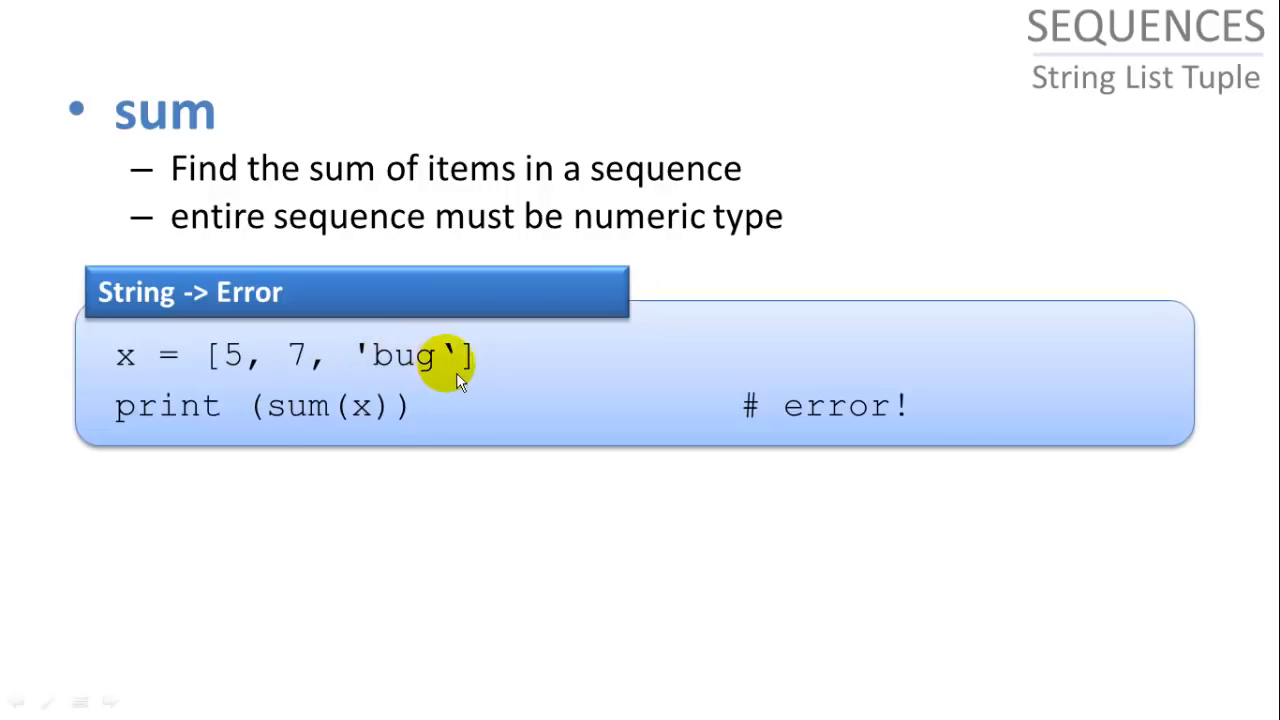 SEQUENCES
String List Tuple
• sum
– Find the sum of items in a sequence
– entire sequence must be numeric type
String -> Error
x = [5, 7, 'bug‘]
print (sum(x)) # error!